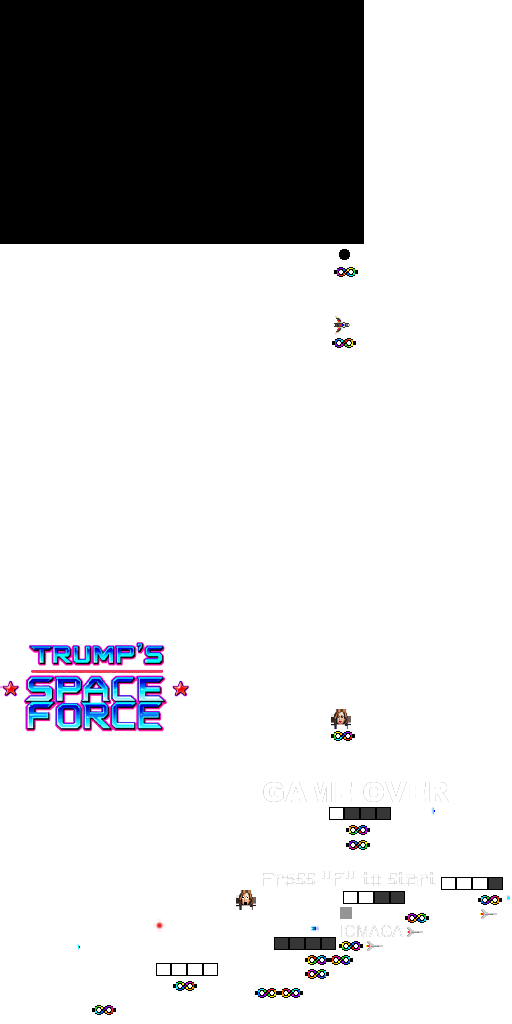 TRUMP'S
SPACE
FORCE
GAME OVER
Press "F" to Start
ICMAGA